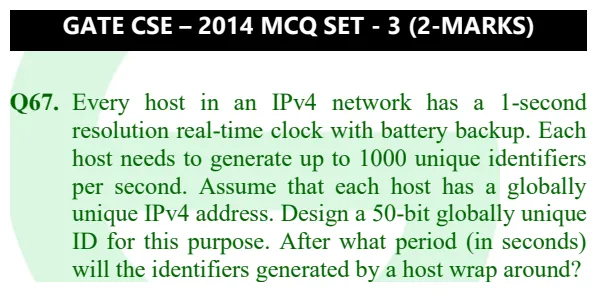 GATE CSE – 2014 MCQ SET - 3 (2-MARKS)
Q67. Every host in an IPv4 network has a 1-second
resolution real-time clock with battery backup. Each
host needs to generate up to 1000 unique identifiers
per second. Assume that each host has a globally
unique IPv4 address. Design a 50-bit globally unique
ID for this purpose. After what period (in seconds)
will the identifiers generated by a host wrap around?